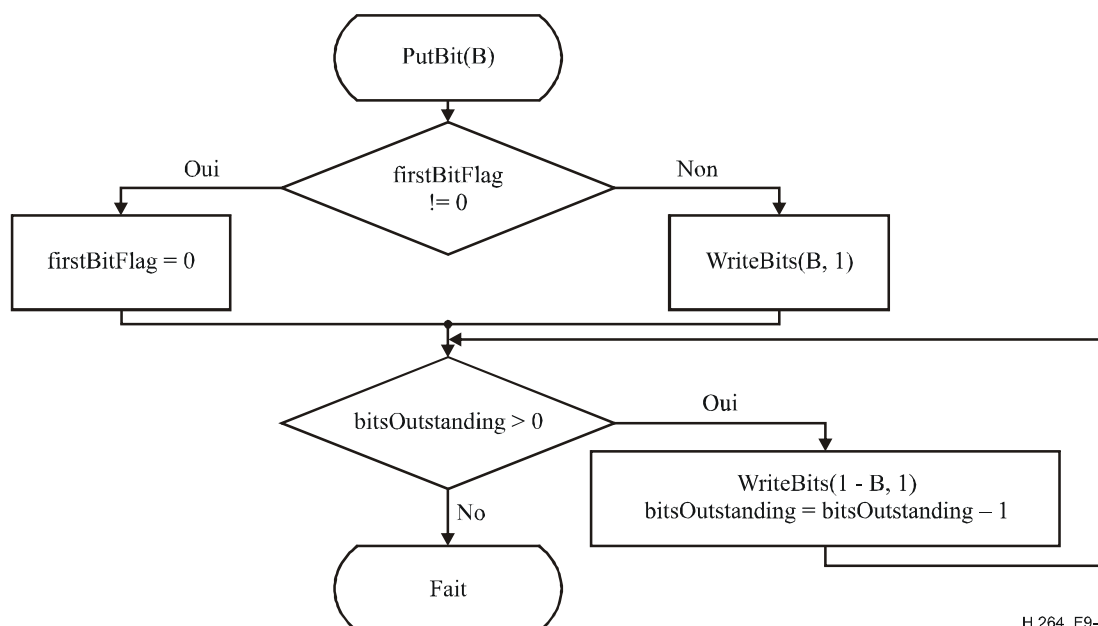 PutBit(B)
Oui
firstBitFlag
!= 0
Non
firstBitFlag = 0
WriteBits(B, 1)
bitsOutstanding > 0
Oui
WriteBits(1 - B, 1)
bitsOutstanding = bitsOutstanding – 1
No
Fait
H.264_F9-